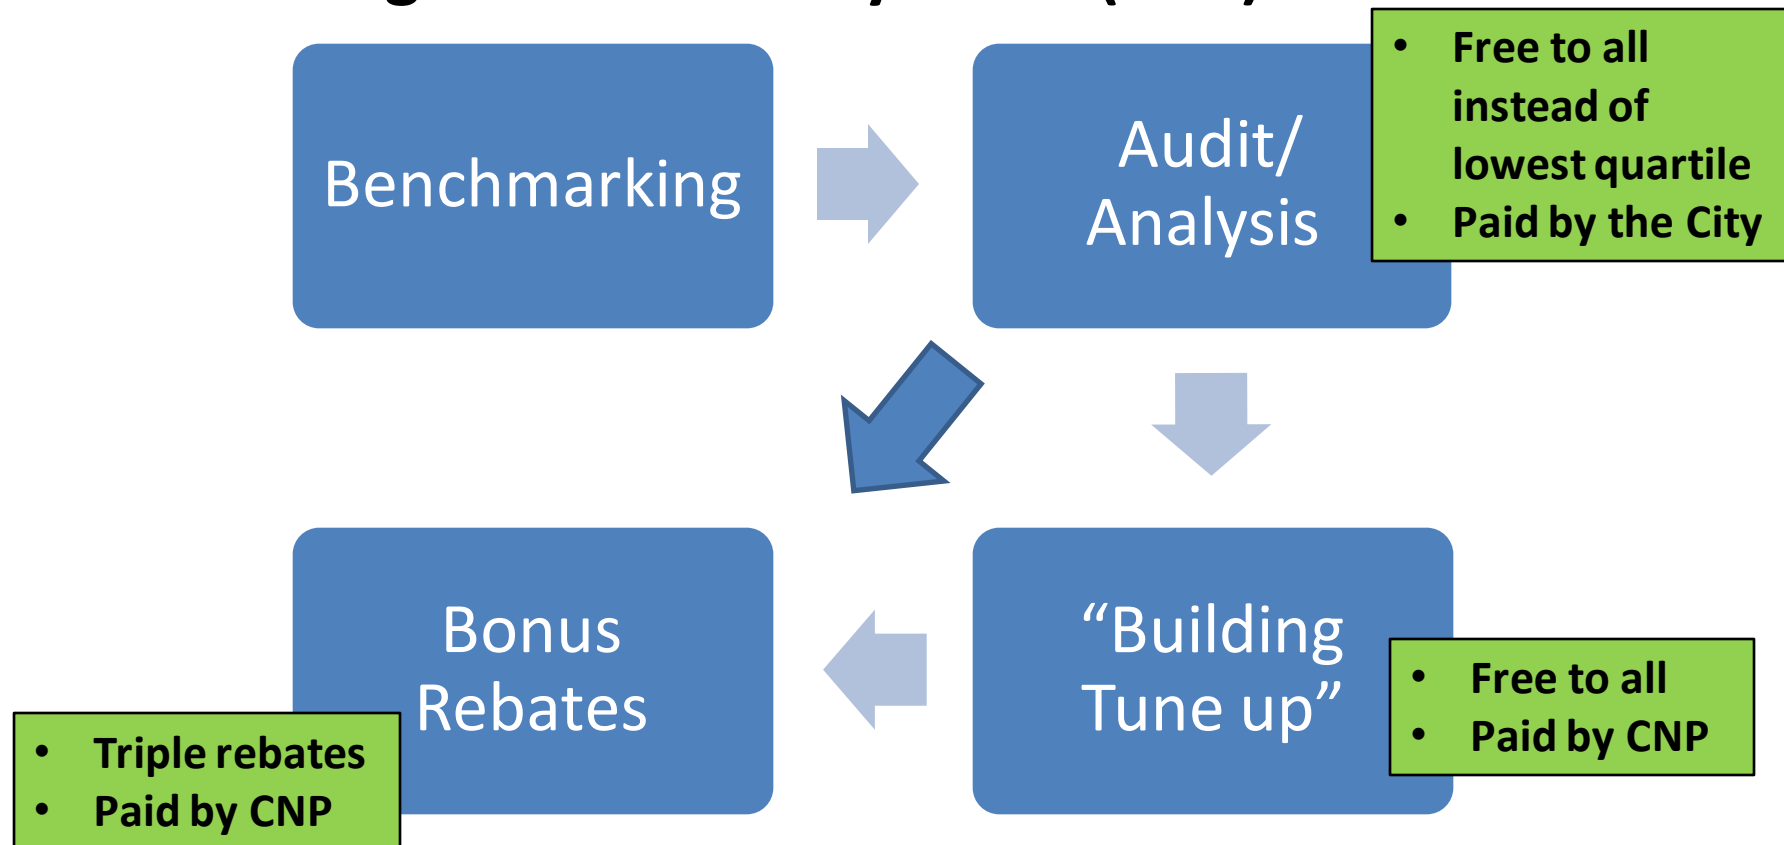 Benchmarking
Audit/
Analysis
• Free to all
instead of
lowest quartile
• Paid by the City
Bonus
Rebates
• Triple rebates
• Paid by CNP
“Building
Tune up”
• Free to all
• Paid by CNP